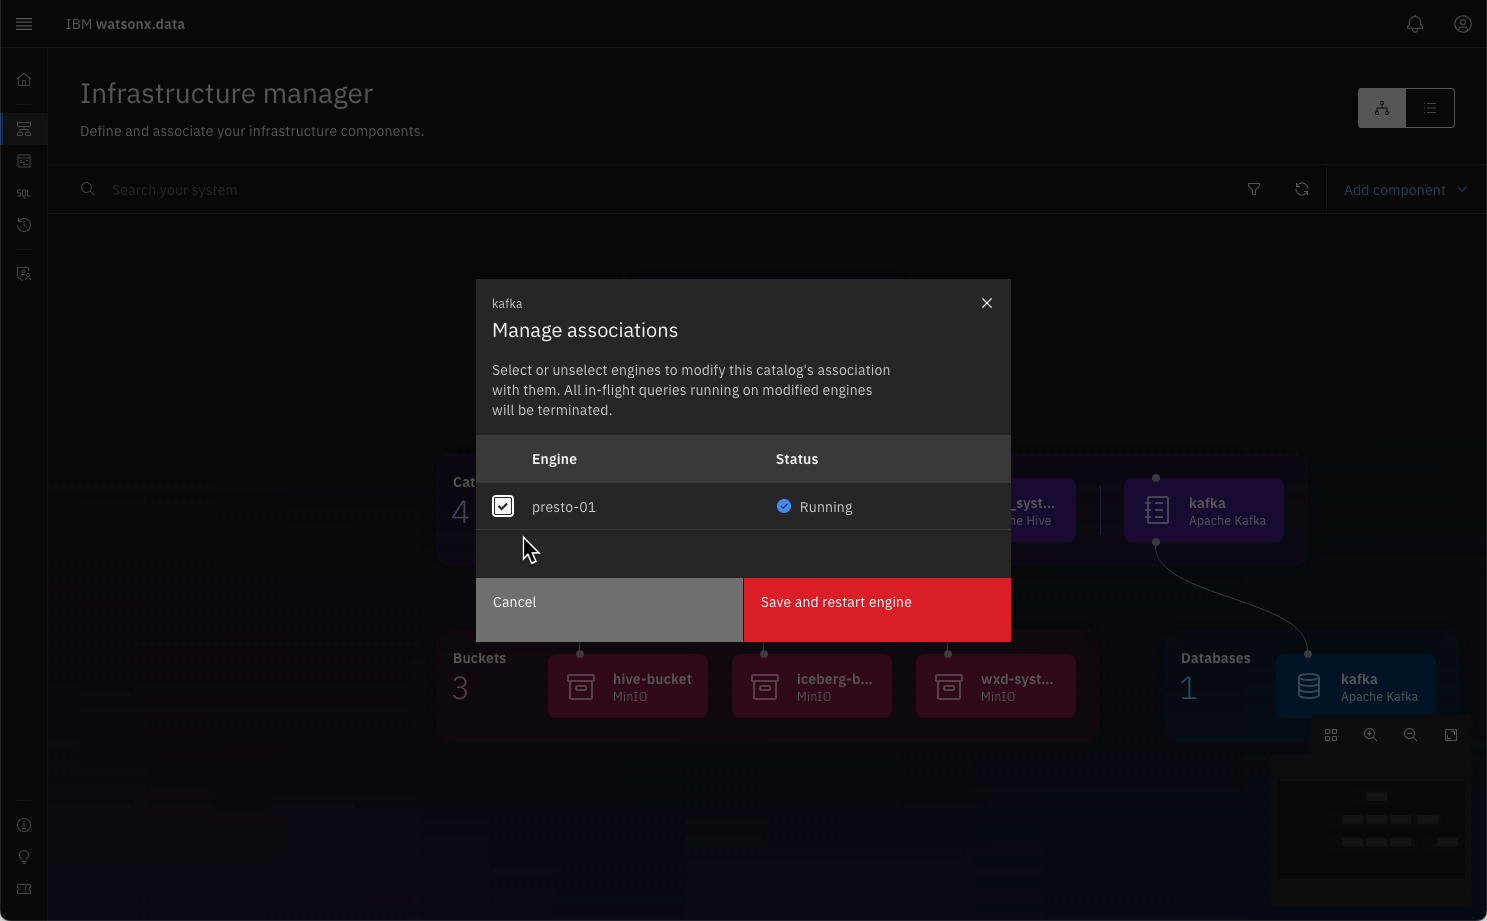 IBM watsonx.data
Infrastructure manager
Define and associate your infrastructure components.
SQL
Search your system
Add component
kafka
Manage associations
Select or unselect engines to modify this catalog's association
with them. All in-flight queries running on modified engines
will be terminated.
Engine
Status
presto-01
Running
Cancel
Save and restart engine
Cat
4
_syst...
he Hive
kafka
Apache Kafka
Buckets
3
hive-bucket
MinIO
iceberg-b...
MinIO
wxd-syst...
MinIO
Databases
1
kafka
Apache Kafka